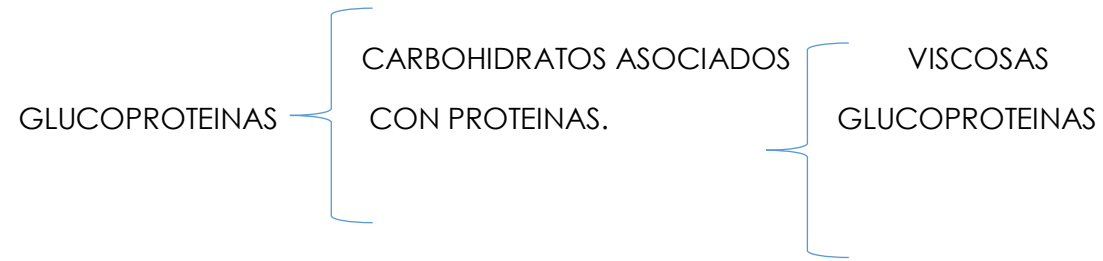 CARBOHIDRATOS ASOCIADOS
VISCOSAS
GLUCOPROTEINAS
CON PROTEINAS.
GLUCOPROTEINAS